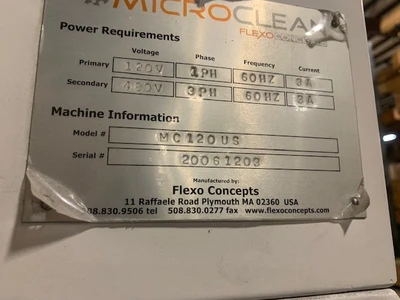 MICROCLEAN
FLEXOCONCEPTS
Power Requirements
Voltage Phase Frequency Current
Primary 120V 1PH 60HZ 3A
Secondary 480V 3PH 60HZ 3A
Machine Information
Model # MC120US
Serial # 20061203
Manufactured by:
Flexo Concepts
11 Raffaele Road Plymouth MA 02360 USA
508.830.9506 tel 508.830.0277 fax www.flexoconcepts.com